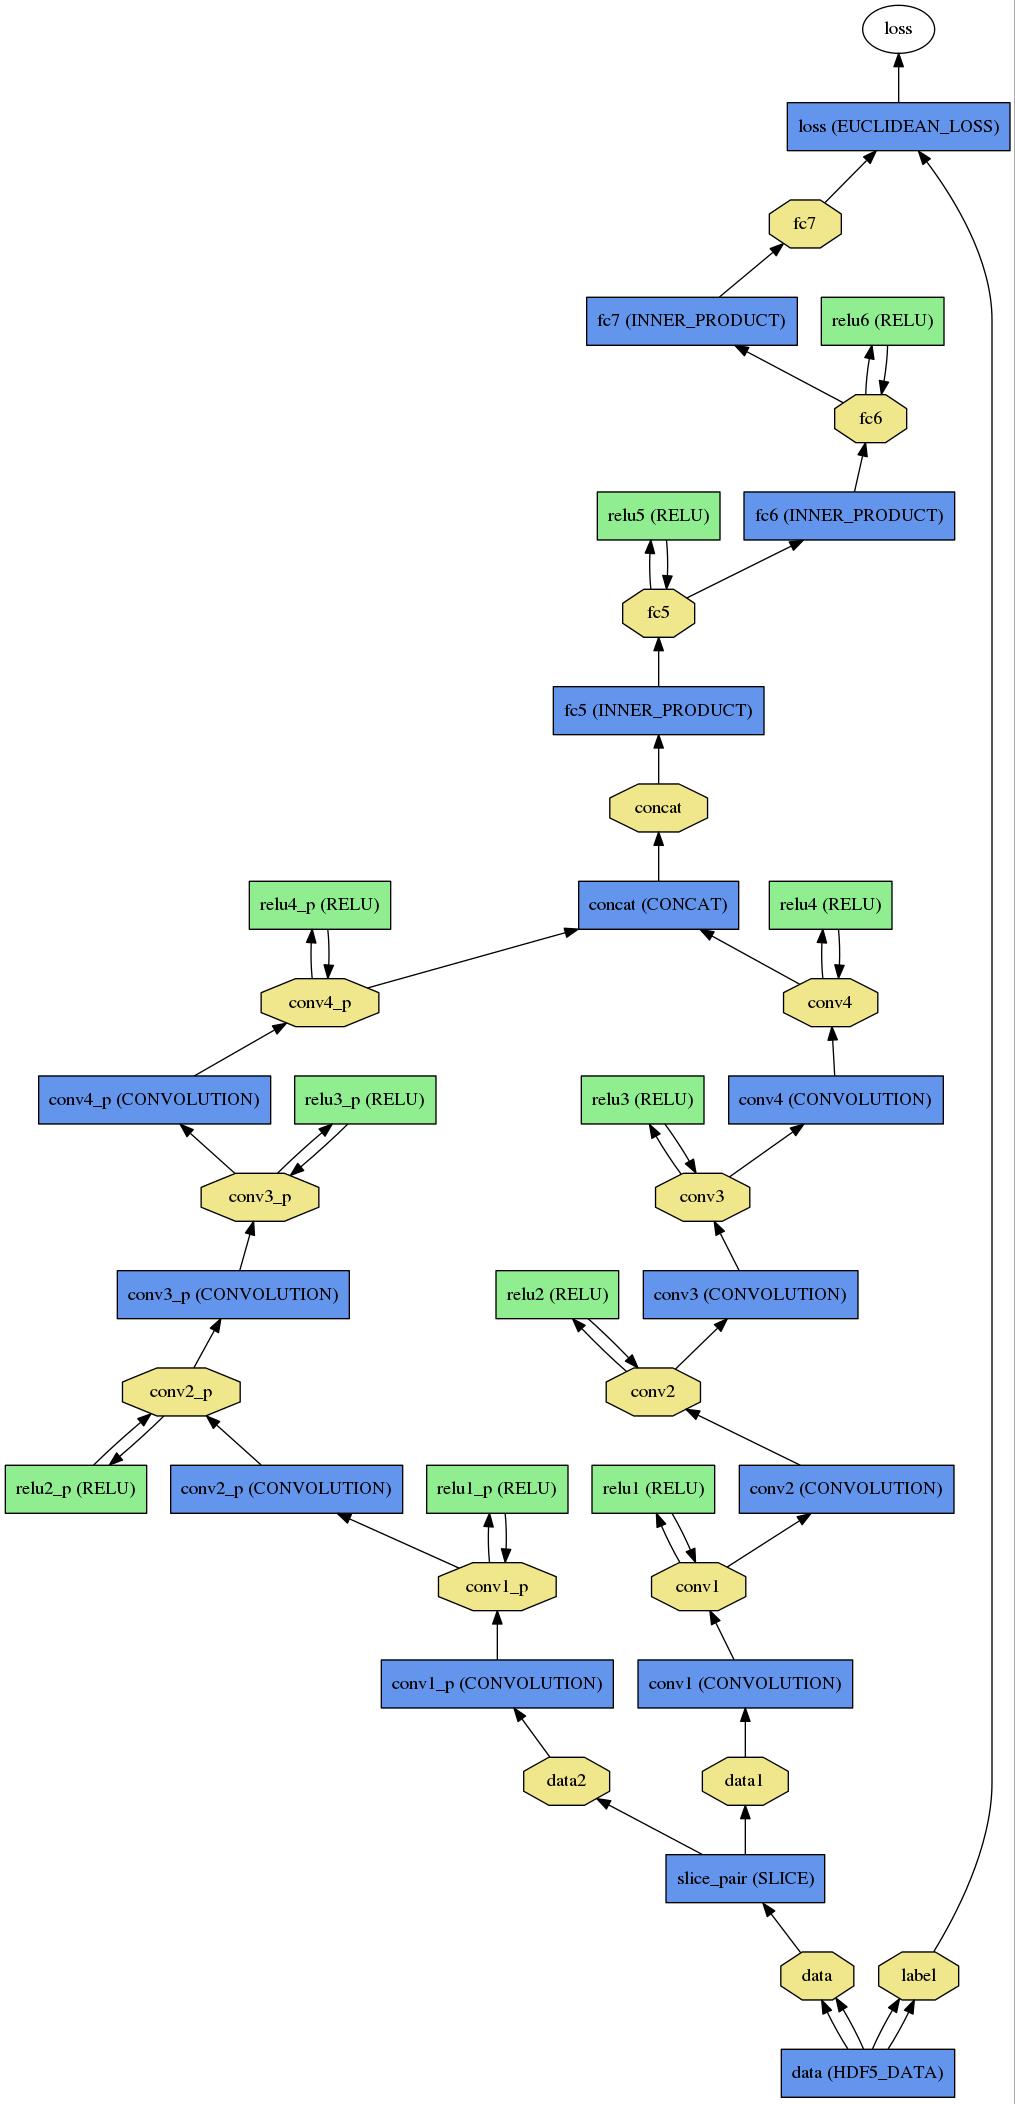 loss
loss (EUCLIDEAN_LOSS)
fc7
fc7 (INNER_PRODUCT)
relu6 (RELU)
fc6
relu5 (RELU)
fc6 (INNER_PRODUCT)
fc5
fc5 (INNER_PRODUCT)
concat
relu4_p (RELU)
concat (CONCAT)
relu4 (RELU)
conv4_p
conv4
conv4_p (CONVOLUTION)
relu3_p (RELU)
relu3 (RELU)
conv4 (CONVOLUTION)
conv3_p
conv3
conv3_p (CONVOLUTION)
relu2 (RELU)
conv3 (CONVOLUTION)
conv2_p
conv2
relu2_p (RELU)
conv2_p (CONVOLUTION)
relu1_p (RELU)
relu1 (RELU)
conv2 (CONVOLUTION)
conv1_p
conv1
conv1_p (CONVOLUTION)
conv1 (CONVOLUTION)
data2
data1
slice_pair (SLICE)
data
label
data (HDF5_DATA)